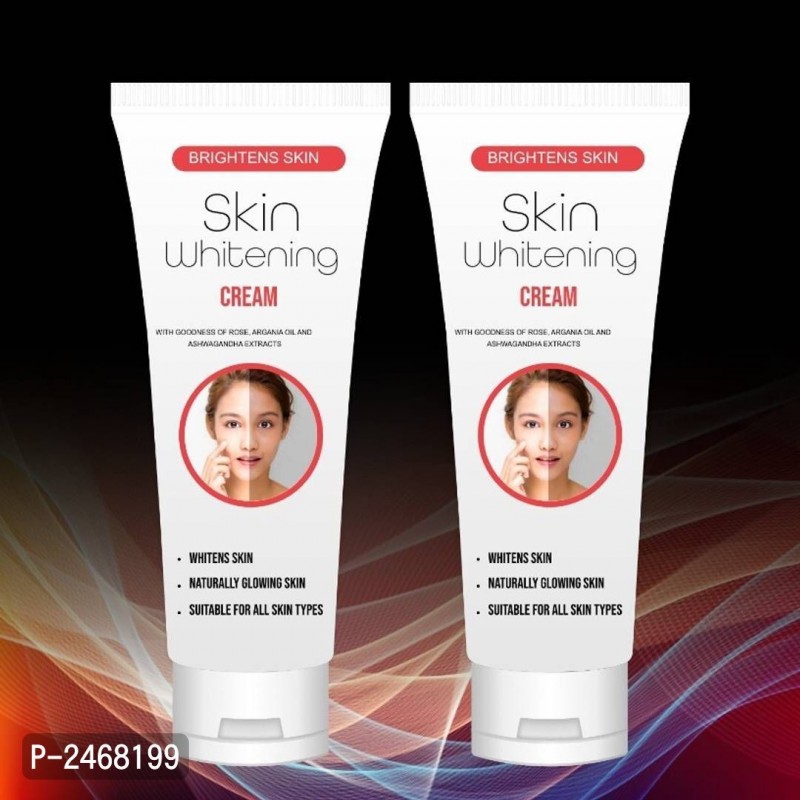 BRIGHTENS SKIN
Skin
Whitening
CREAM
WITH GOODNESS OF ROSE, ARGANIA OIL AND
ASHWAGANDHA EXTRACTS
• WHITENS SKIN
• NATURALLY GLOWING SKIN
• SUITABLE FOR ALL SKIN TYPES
BRIGHTENS SKIN
Skin
Whitening
CREAM
WITH GOODNESS OF ROSE, ARGANIA OIL AND
ASHWAGANDHA EXTRACTS
• WHITENS SKIN
• NATURALLY GLOWING SKIN
• SUITABLE FOR ALL SKIN TYPES
P-2468199